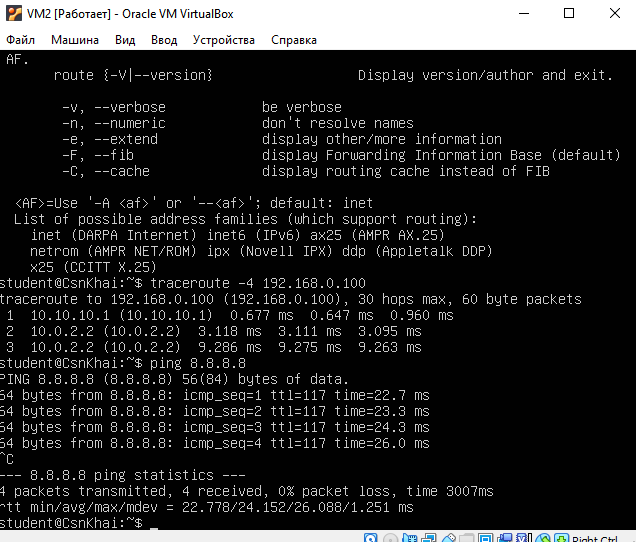 VM2 [Работает] - Oracle VM VirtualBox
Файл Машина Вид Ввод Устройства Справка
AF.
route {-V|--version} Display version/author and exit.
-v, --verbose be verbose
-n, --numeric don't resolve names
-e, --extend display other/more information
-F, --fib display Forwarding Information Base (default)
-C, --cache display routing cache instead of FIB
<AF>=Use '-A <af>' or '--<af>'; default: inet
List of possible address families (which support routing):
inet (DARPA Internet) inet6 (IPv6) ax25 (AMPR AX.25)
netrom (AMPR NET/ROM) ipx (Novell IPX) ddp (Appletalk DDP)
x25 (CCITT X.25)
student@CsnKhai:~$ traceroute -4 192.168.0.100
traceroute to 192.168.0.100 (192.168.0.100), 30 hops max, 60 byte packets
1 10.10.10.1 (10.10.10.1) 0.677 ms 0.647 ms 0.960 ms
2 10.0.2.2 (10.0.2.2) 3.118 ms 3.111 ms 3.095 ms
3 10.0.2.2 (10.0.2.2) 9.286 ms 9.275 ms 9.263 ms
student@CsnKhai:~$ ping 8.8.8.8
PING 8.8.8.8 (8.8.8.8) 56(84) bytes of data.
64 bytes from 8.8.8.8: icmp_seq=1 ttl=117 time=22.7 ms
64 bytes from 8.8.8.8: icmp_seq=2 ttl=117 time=23.3 ms
64 bytes from 8.8.8.8: icmp_seq=3 ttl=117 time=24.3 ms
64 bytes from 8.8.8.8: icmp_seq=4 ttl=117 time=26.0 ms
^C
--- 8.8.8.8 ping statistics ---
4 packets transmitted, 4 received, 0% packet loss, time 3007ms
rtt min/avg/max/mdev = 22.778/24.152/26.088/1.251 ms
student@CsnKhai:~$ _
Right Ctrl